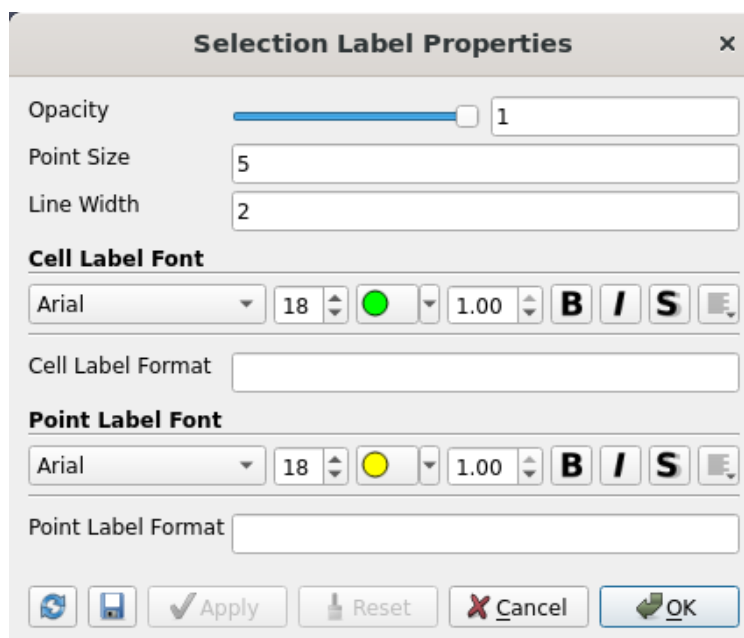 Selection Label Properties
Opacity 1
Point Size 5
Line Width 2
Cell Label Font
Arial 18 1.00 B I S
Cell Label Format
Point Label Font
Arial 18 1.00 B I S
Point Label Format
Apply Reset Cancel OK